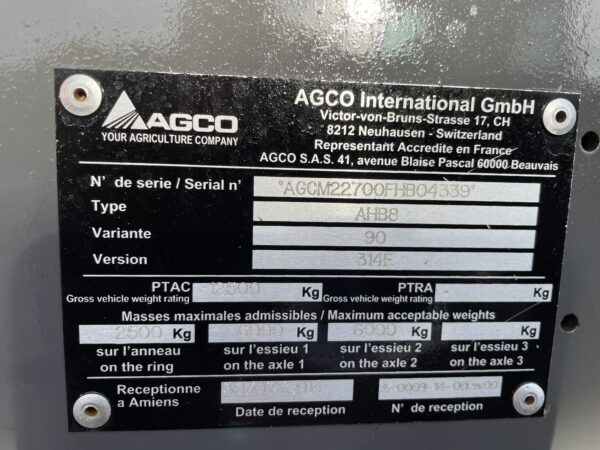 AGCO
YOUR AGRICULTURE COMPANY
AGCO International GmbH
Victor-von-Bruns-Strasse 17, CH
8212 Neuhausen - Switzerland
Representant Accredite en France
AGCO S.A.S. 41, avenue Blaise Pascal 60000 Beauvais
N° de serie / Serial n° *AGCM22700FHB04339*
Type AHB8
Variante 90
Version 314E
PTAC 12500 Kg PTRA - Kg
Gross vehicle weight rating Gross vehicle weight rating
Masses maximales admissibles / Maximum acceptable weights
2500 Kg 6000 Kg 6000 Kg Kg
sur l'anneau sur l'essieu 1 sur l'essieu 2 sur l'essieu 3
on the ring on the axle 1 on the axle 2 on the axle 3
Receptionne
a Amiens
Date de reception N° de reception